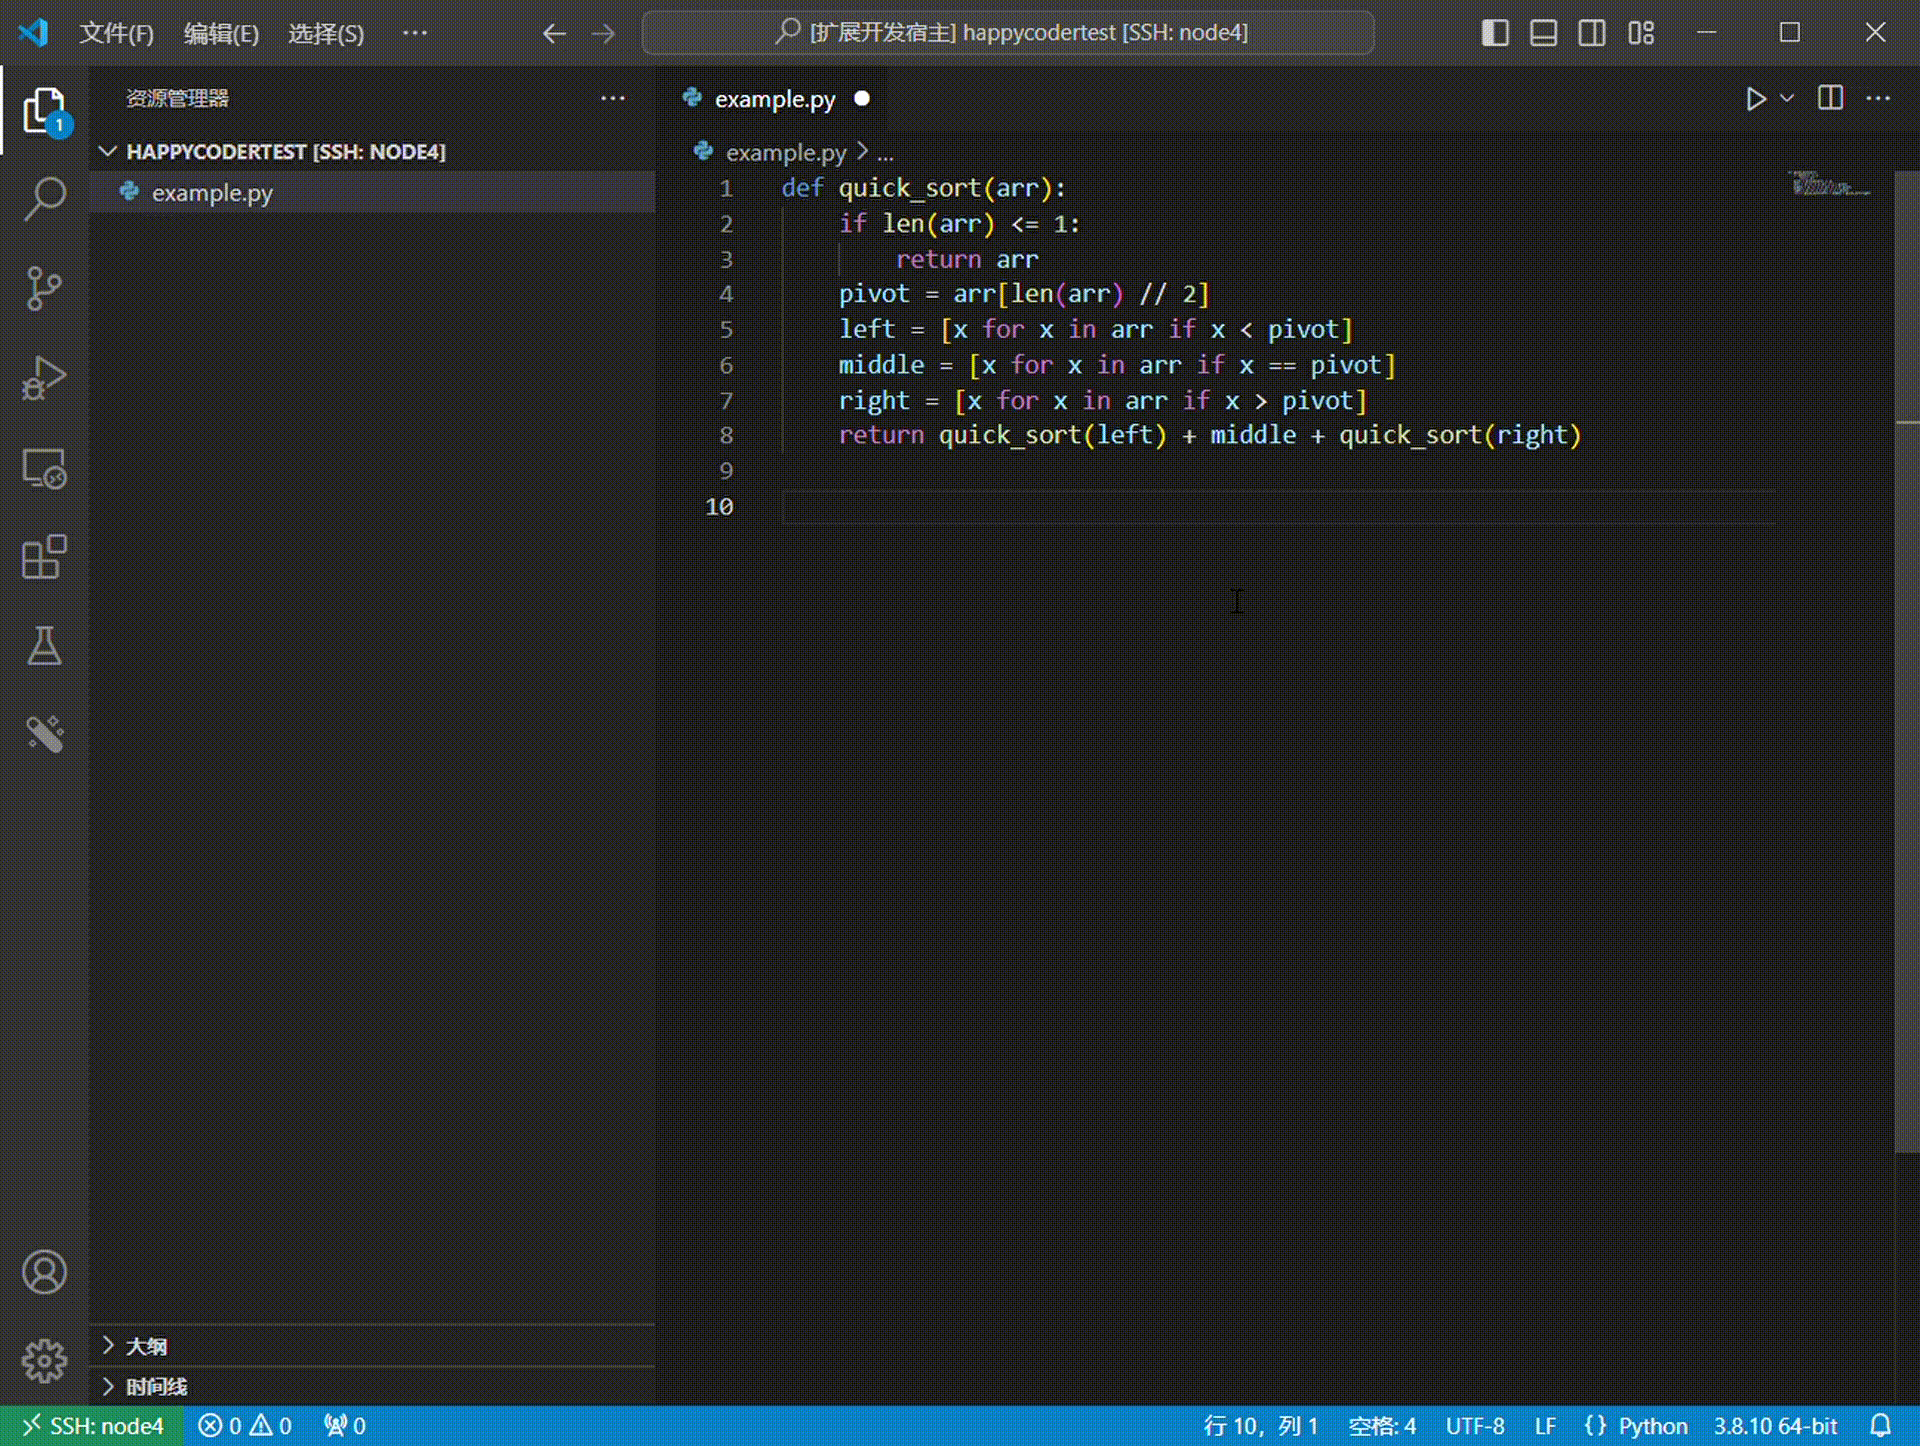 文件(F) 编辑(E) 选择(S) ··· [扩展开发宿主] happycodertest [SSH: node4]
资源管理器 ···
1
HAPPYCODERTEST [SSH: NODE4]
example.py
大纲
时间线
example.py
example.py > ...
1 def quick_sort(arr):
2     if len(arr) <= 1:
3         return arr
4     pivot = arr[len(arr) // 2]
5     left = [x for x in arr if x < pivot]
6     middle = [x for x in arr if x == pivot]
7     right = [x for x in arr if x > pivot]
8     return quick_sort(left) + middle + quick_sort(right)
9
10
SSH: node4 0 0 0 行 10，列 1 空格: 4 UTF-8 LF {} Python 3.8.10 64-bit